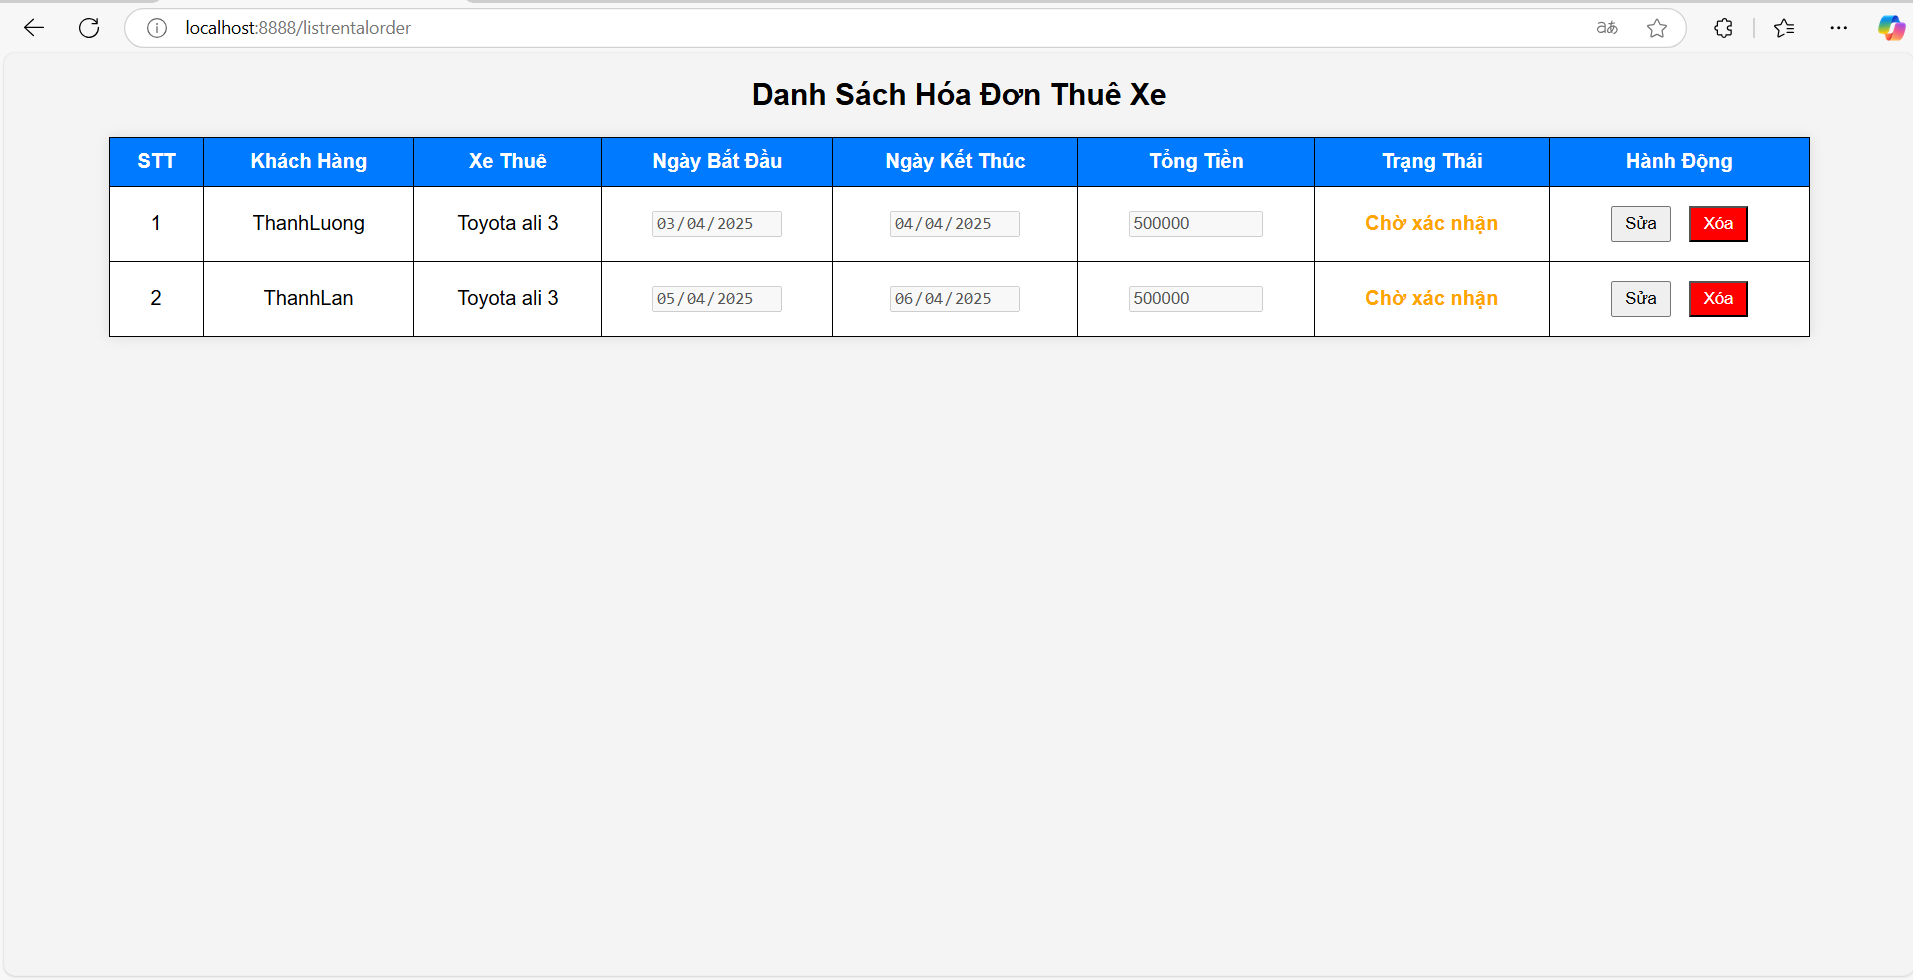 localhost:8888/listrentalorder
Danh Sách Hóa Đơn Thuê Xe
STT Khách Hàng Xe Thuê Ngày Bắt Đầu Ngày Kết Thúc Tổng Tiền Trạng Thái Hành Động
1 ThanhLuong Toyota ali 3 03/04/2025 04/04/2025 500000 Chờ xác nhận Sửa Xóa
2 ThanhLan Toyota ali 3 05/04/2025 06/04/2025 500000 Chờ xác nhận Sửa Xóa